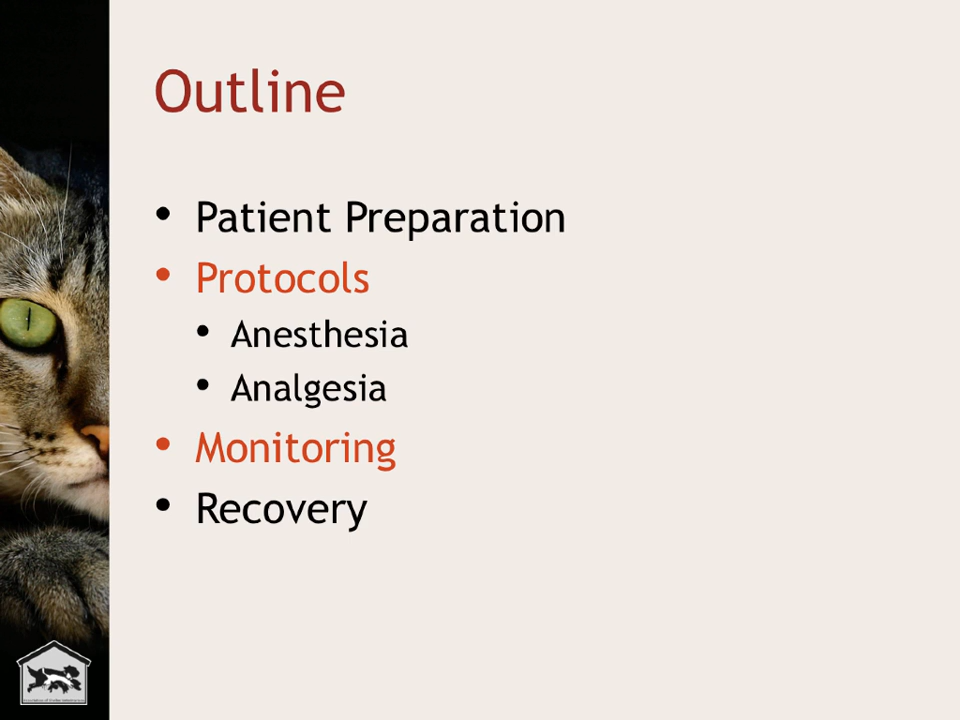 Outline
• Patient Preparation
• Protocols
• Anesthesia
• Analgesia
• Monitoring
• Recovery